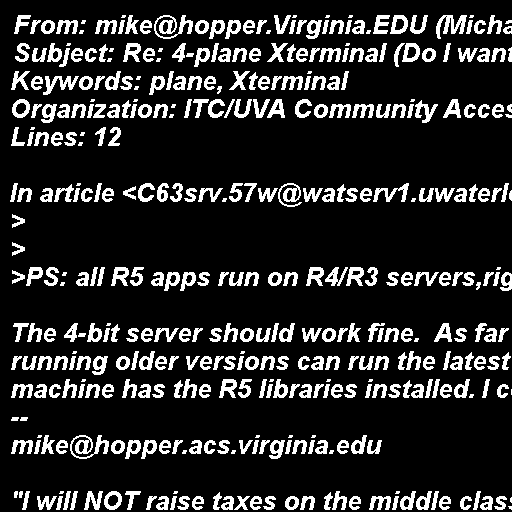 From: mike@hopper.Virginia.EDU (Micha
Subject: Re: 4-plane Xterminal (Do I want
Keywords: plane, Xterminal
Organization: ITC/UVA Community Acces
Lines: 12

In article <C63srv.57w@watserv1.uwaterl
>
>
>PS: all R5 apps run on R4/R3 servers,rig

The 4-bit server should work fine.  As far
running older versions can run the latest
machine has the R5 libraries installed. I c
--
mike@hopper.acs.virginia.edu

"I will NOT raise taxes on the middle clas